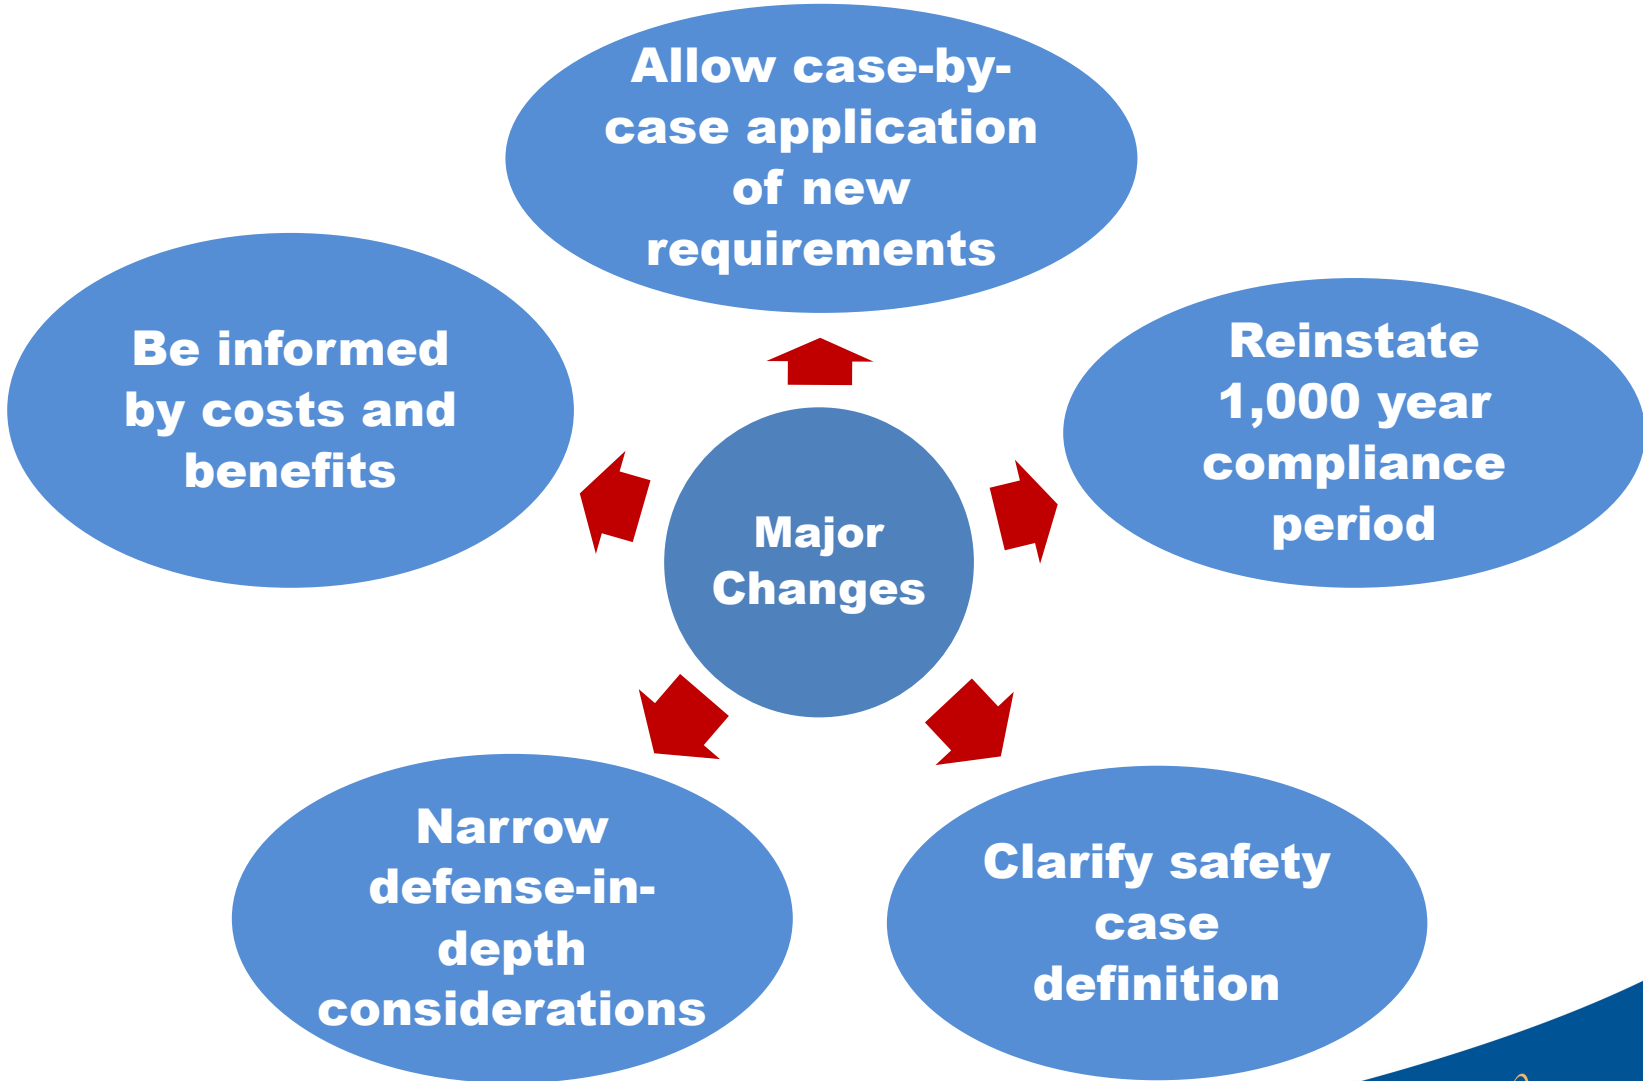 Allow case-by-
case application
of new
requirements
Be informed
by costs and
benefits
Reinstate
1,000 year
compliance
period
Major
Changes
Narrow
defense-in-
depth
considerations
Clarify safety
case
definition